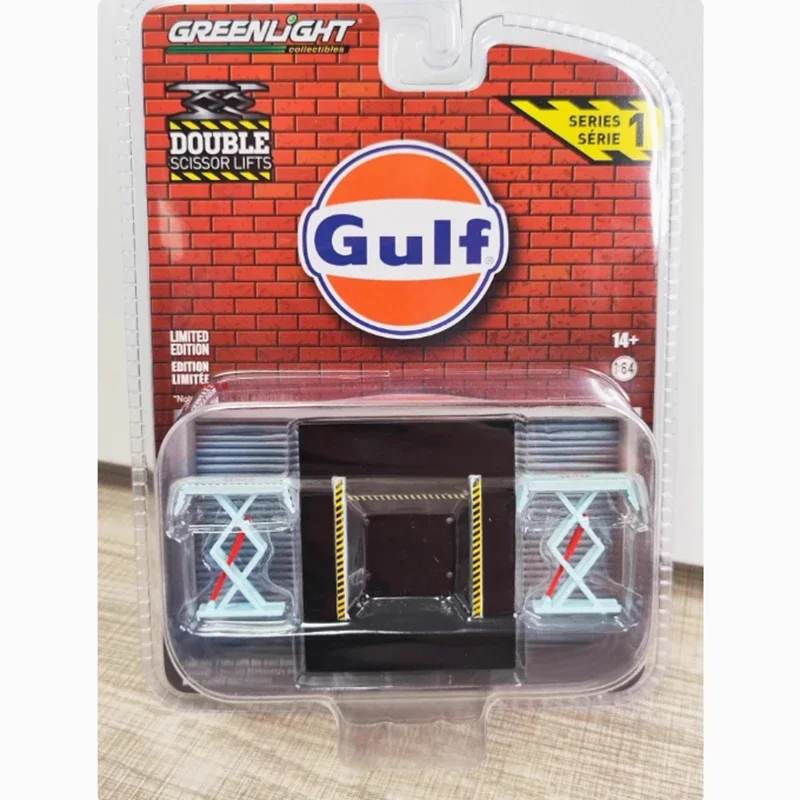 GREENLIGHT
collectibles
DOUBLE
SCISSOR LIFTS
SERIES
SÉRIE 1
Gulf
®
LIMITED
EDITION
EDITION
LIMITÉE
14+
1:64